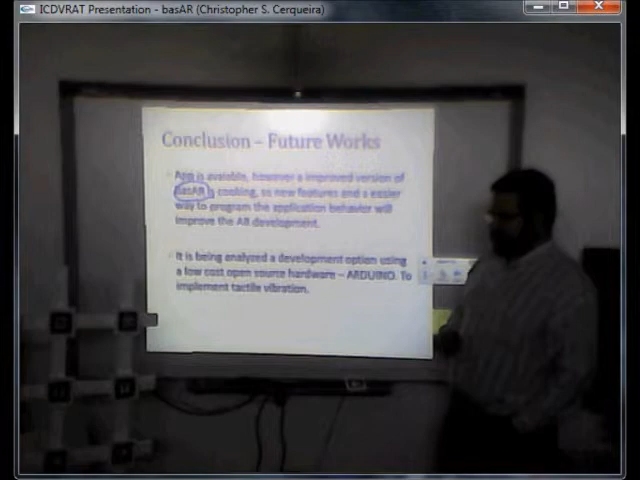 ICDVRAT Presentation - basAR (Christopher S. Cerqueira)
Conclusion – Future Works
App is avaiable, however a improved version of
BasAR is cooking, so new features and a easier
way to program the application behavior will
improve the AR development.
It is being analyzed a development option using
a low cost open source hardware – ARDUINO. To
implement tactile vibration.